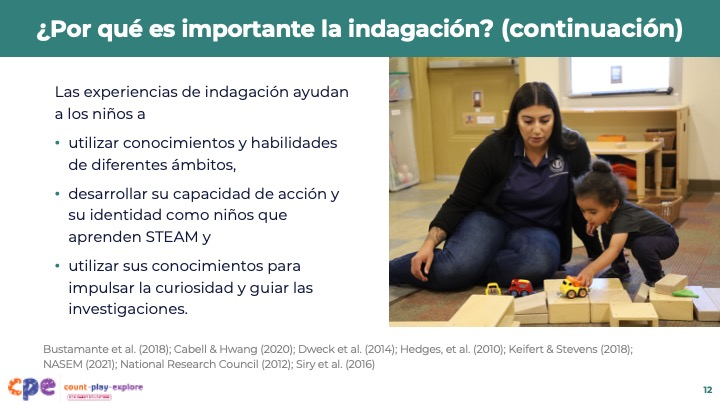 ¿Por qué es importante la indagación? (continuación)
Las experiencias de indagación ayudan
a los niños a
• utilizar conocimientos y habilidades
de diferentes ámbitos,
• desarrollar su capacidad de acción y
su identidad como niños que
aprenden STEAM y
• utilizar sus conocimientos para
impulsar la curiosidad y guiar las
investigaciones.
Bustamante et al. (2018); Cabell & Hwang (2020); Dweck et al. (2014); Hedges, et al. (2010); Keifert & Stevens (2018);
NASEM (2021); National Research Council (2012); Siry et al. (2016)
cpe
count·play·explore
12